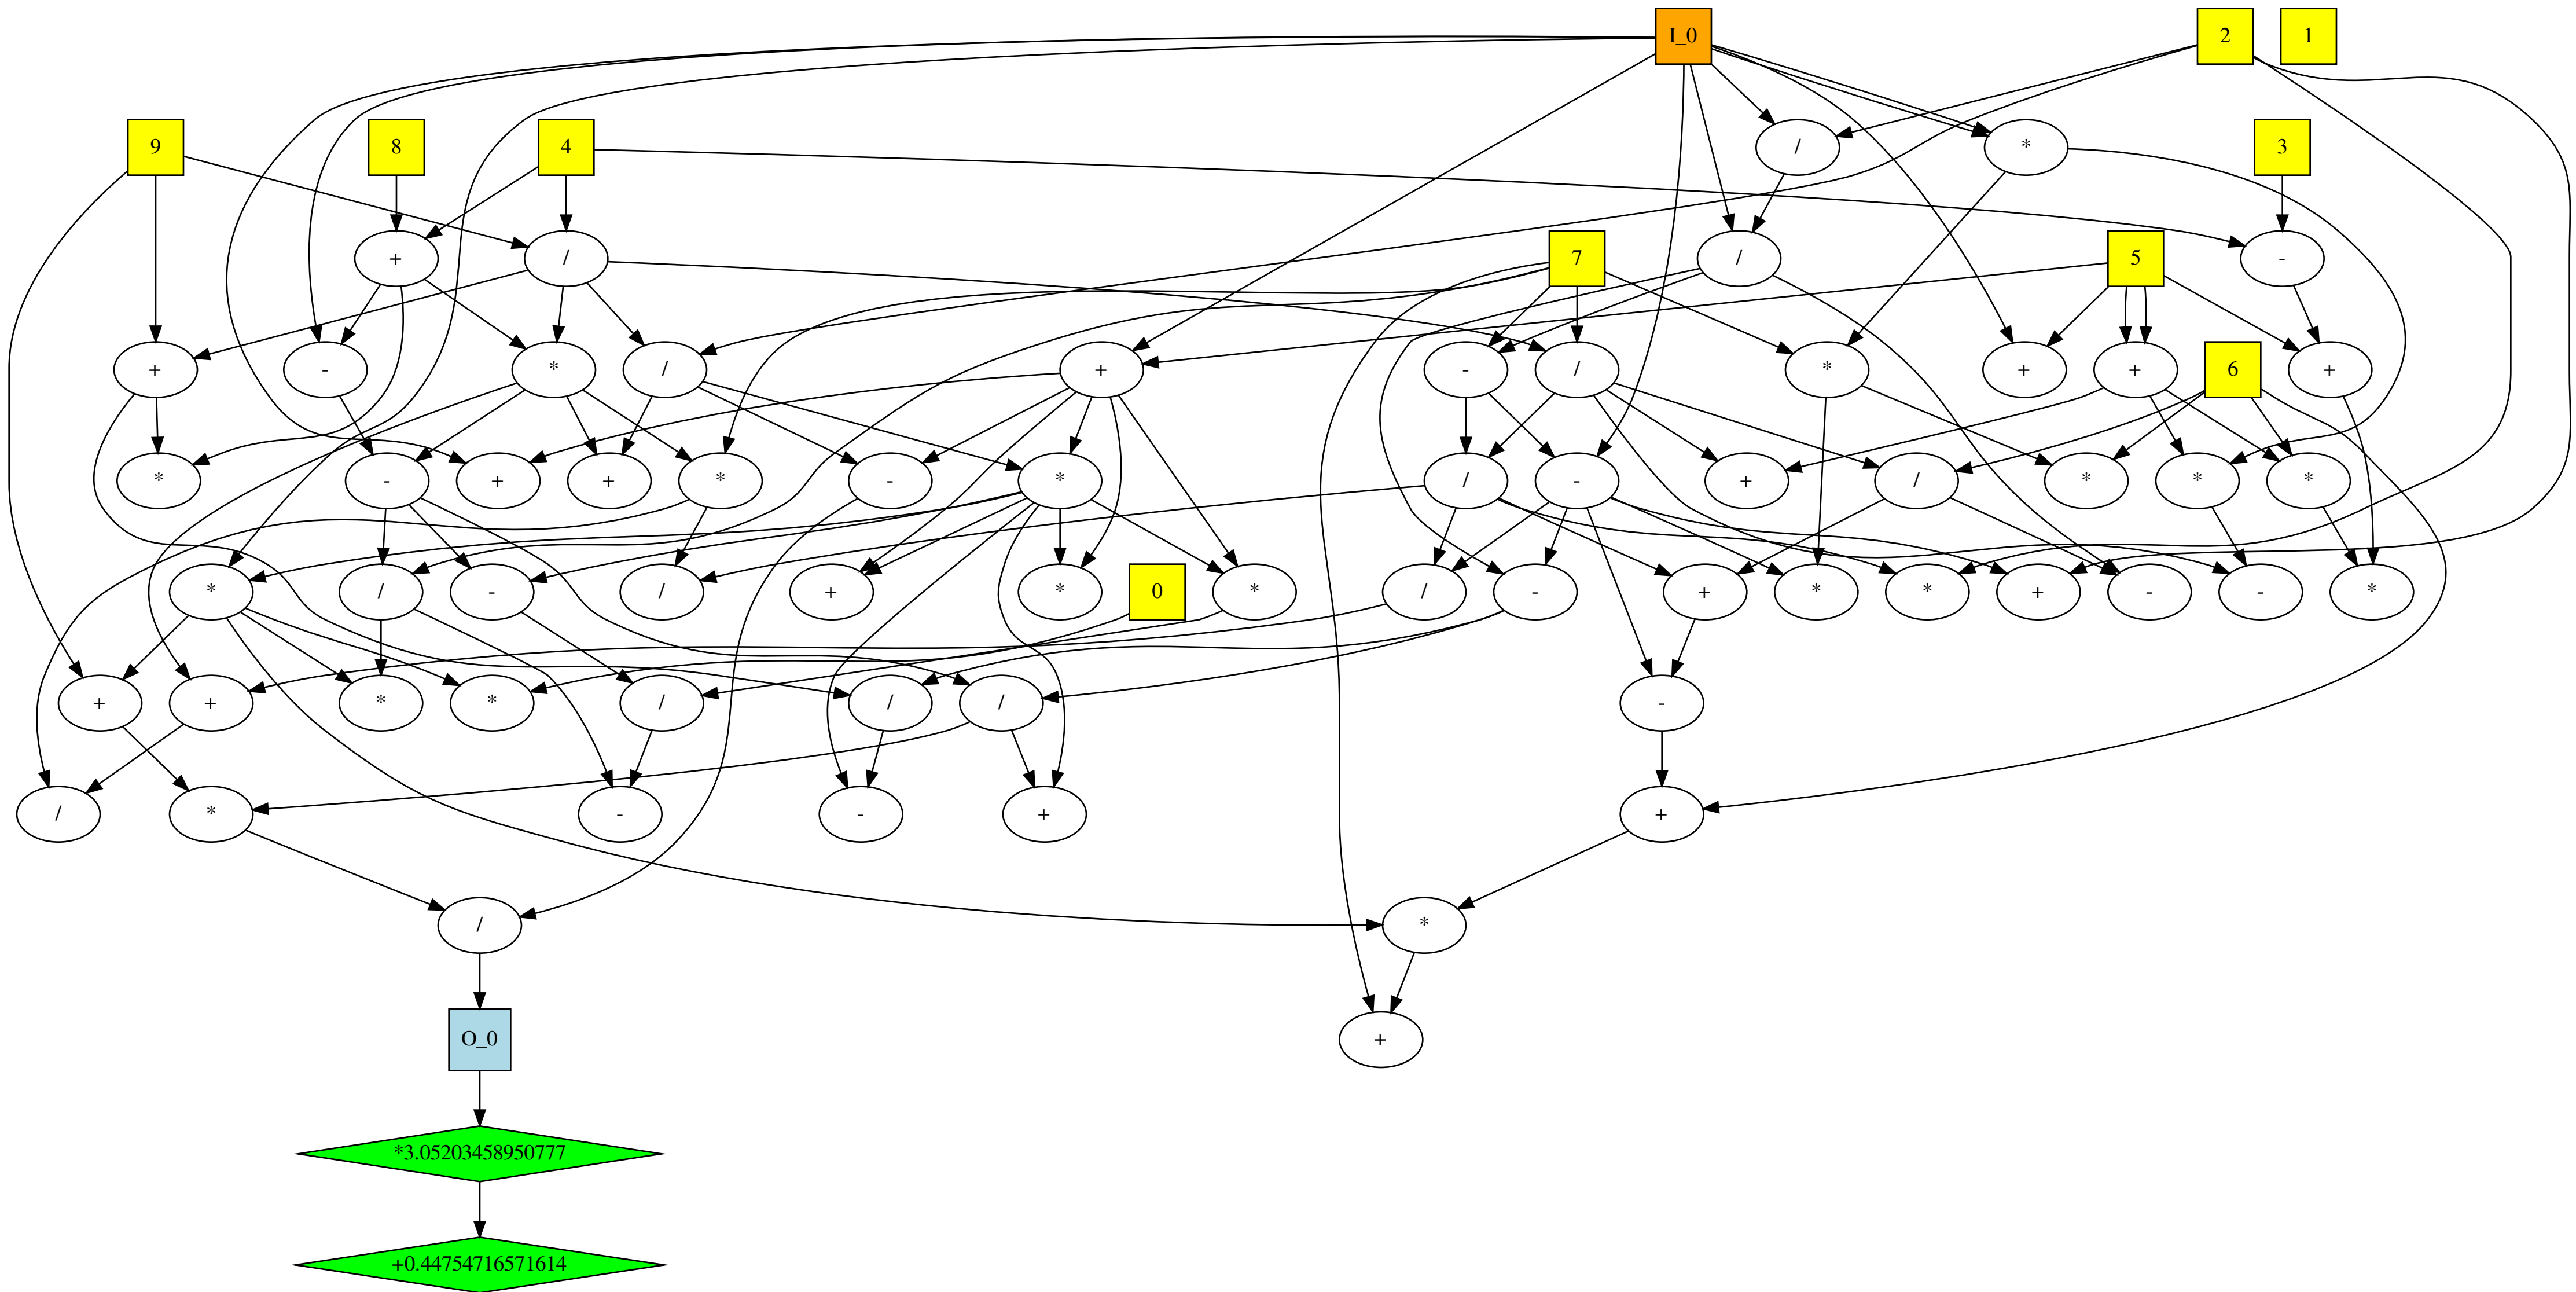 I_0 2 1
9 8 4 / * 3
+ / 7 / 5 -
+ - * / + - / * + + 6 +
* - + + * - * / - + / * * *
* / - / + * 0 * / - + * * + - - *
+ + * * / / / -
/ * - - + +
/ *
O_0 +
*3.05203458950777
+0.44754716571614